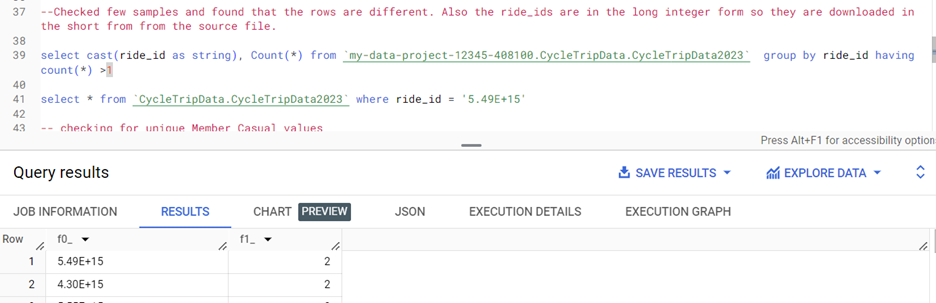 37 --Checked few samples and found that the rows are different. Also the ride_ids are in the long integer form so they are downloaded in
the short from from the source file.
38
39 select cast(ride_id as string), Count(*) from `my-data-project-12345-408100.CycleTripData.CycleTripData2023` group by ride_id having
count(*) >1
40
41 select * from `CycleTripData.CycleTripData2023` where ride_id = '5.49E+15'
42
43 -- checking for unique Member Casual values
Press Alt+F1 for accessibility option
Query results
SAVE RESULTS
EXPLORE DATA
JOB INFORMATION
RESULTS
CHART PREVIEW
JSON
EXECUTION DETAILS
EXECUTION GRAPH
Row f0_ f1_
1 5.49E+15 2
2 4.30E+15 2